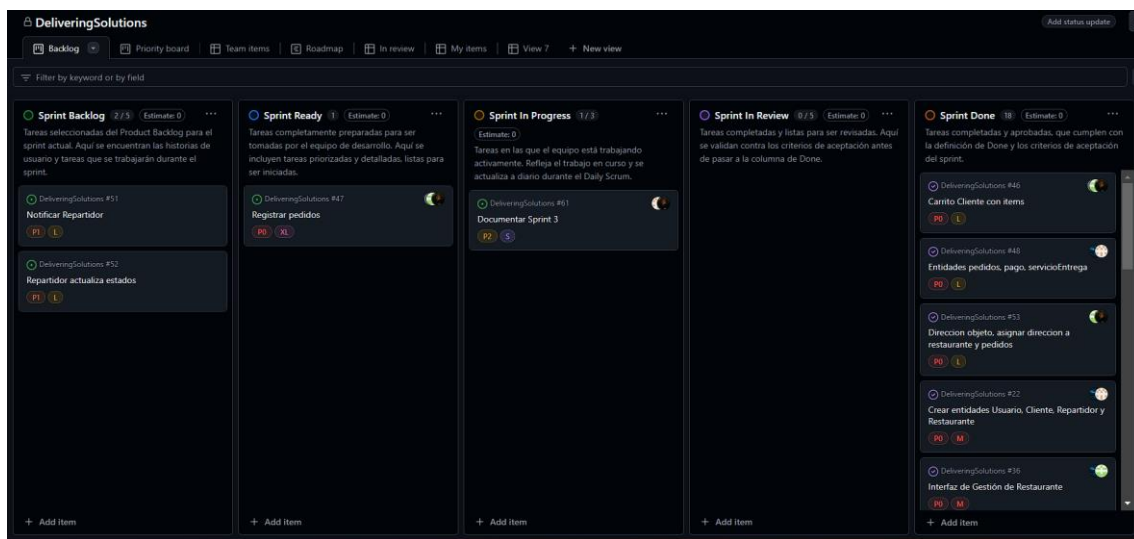 DeliveringSolutions
Add status update
Backlog
Priority board
Team items
Roadmap
In review
My items
View 7
+ New view
Filter by keyword or by field
Sprint Backlog 2/5 Estimate: 0
Tareas seleccionadas del Product Backlog para el
sprint actual. Aquí se encuentran las historias de
usuario y tareas que se trabajarán durante el
sprint.
DeliveringSolutions #51
Notificar Repartidor
P1 L
DeliveringSolutions #52
Repartidor actualiza estados
P1 L
+ Add item
Sprint Ready 1 Estimate: 0
Tareas completamente preparadas para ser
tomadas por el equipo de desarrollo. Aquí se
incluyen tareas priorizadas y detalladas, listas para
ser iniciadas.
DeliveringSolutions #47
Registrar pedidos
P0 XL
+ Add item
Sprint In Progress 1/3
Estimate: 0
Tareas en las que el equipo está trabajando
activamente. Refleja el trabajo en curso y se
actualiza a diario durante el Daily Scrum.
DeliveringSolutions #61
Documentar Sprint 3
P2 S
+ Add item
Sprint In Review 0/5 Estimate: 0
Tareas completadas y listas para ser revisadas. Aquí
se validan contra los criterios de aceptación antes
de pasar a la columna de Done.
+ Add item
Sprint Done 18 Estimate: 0
Tareas completadas y aprobadas, que cumplen con
la definición de Done y los criterios de aceptación
del sprint.
DeliveringSolutions #46
Carrito Cliente con items
P0 L
DeliveringSolutions #48
Entidades pedidos, pago, servicioEntrega
P0 L
DeliveringSolutions #53
Direccion objeto, asignar direccion a
restaurante y pedidos
P0 L
DeliveringSolutions #22
Crear entidades Usuario, Cliente, Repartidor y
Restaurante
P0 M
DeliveringSolutions #36
Interfaz de Gestión de Restaurante
P0 M
+ Add item